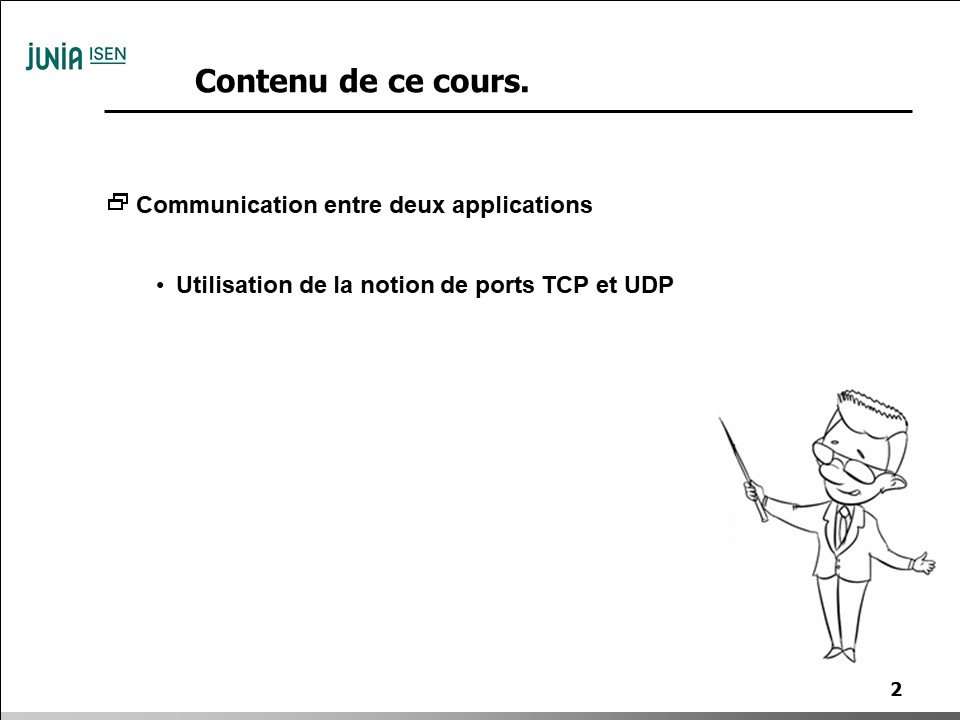 JUNIA ISEN
Contenu de ce cours.
Communication entre deux applications
• Utilisation de la notion de ports TCP et UDP
2